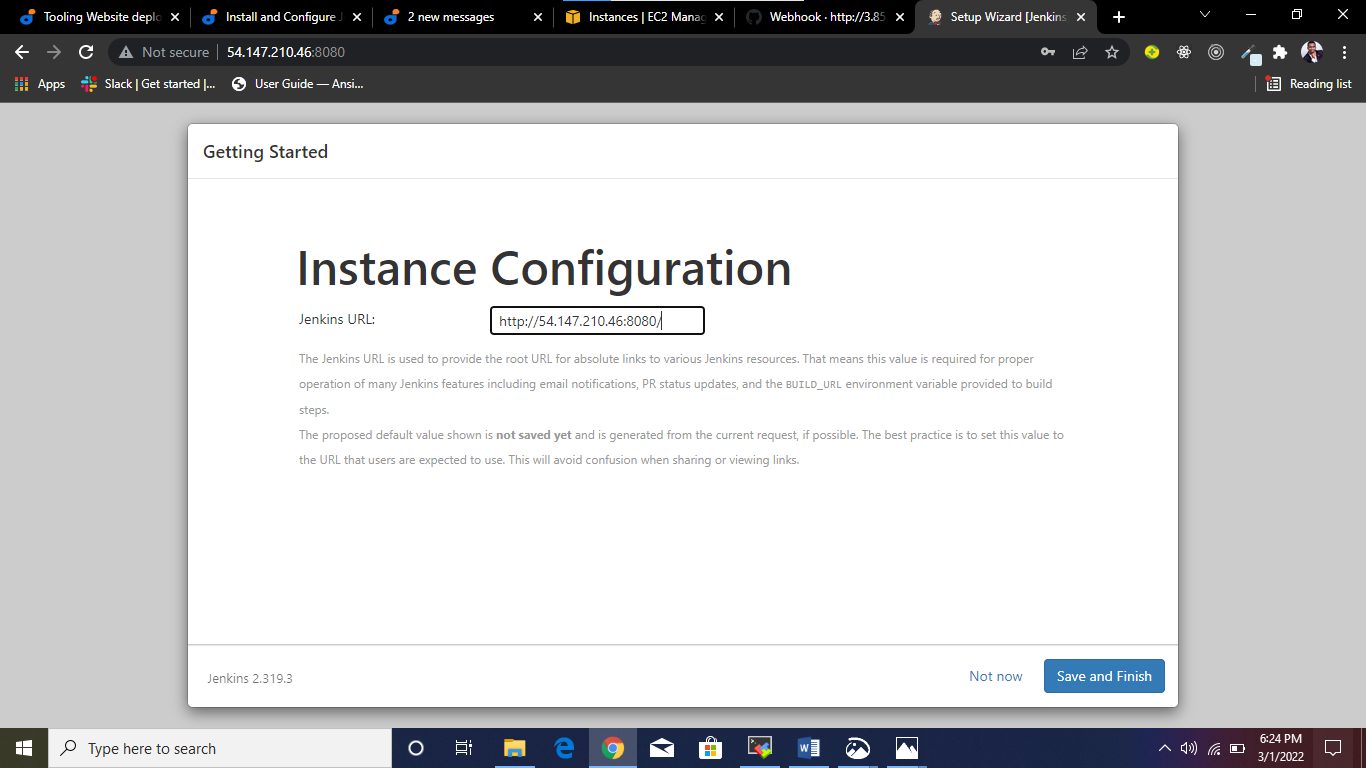 Tooling Website deplo
Install and Configure J
2 new messages
Instances | EC2 Manag
Webhook · http://3.85
Setup Wizard [Jenkins
Not secure
54.147.210.46:8080
Apps
Slack | Get started |...
User Guide — Ansi...
Reading list
Getting Started
Instance Configuration
Jenkins URL:
http://54.147.210.46:8080/
The Jenkins URL is used to provide the root URL for absolute links to various Jenkins resources. That means this value is required for proper
operation of many Jenkins features including email notifications, PR status updates, and the BUILD_URL environment variable provided to build
steps.
The proposed default value shown is not saved yet and is generated from the current request, if possible. The best practice is to set this value to
the URL that users are expected to use. This will avoid confusion when sharing or viewing links.
Jenkins 2.319.3
Not now
Save and Finish
Type here to search
6:24 PM
3/1/2022